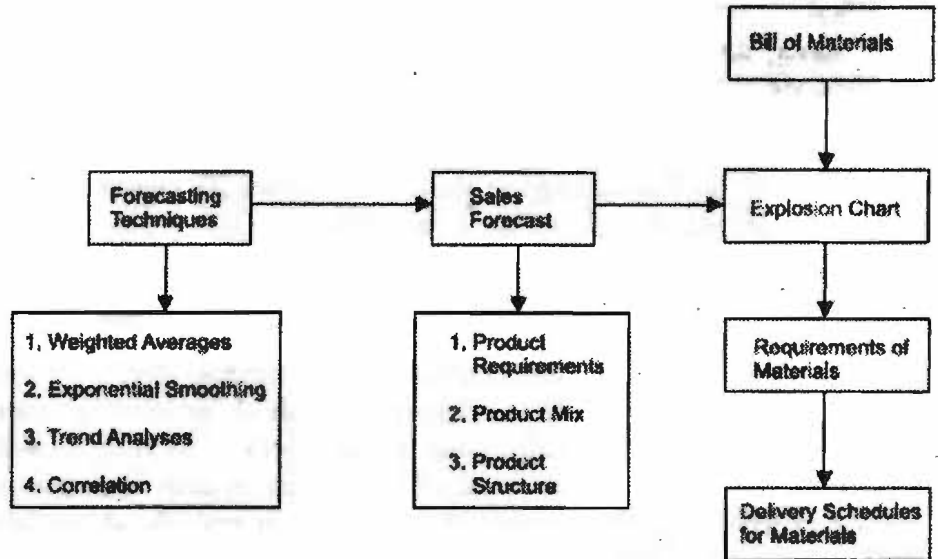 Bill of Materials
Forecasting
Techniques
Sales
Forecast
Explosion Chart
1. Weighted Averages
2. Exponential Smoothing
3. Trend Analyses
4. Correlation
1. Product
Requirements
2. Product Mix
3. Product
Structure
Requirements of
Materials
Delivery Schedules
for Materials